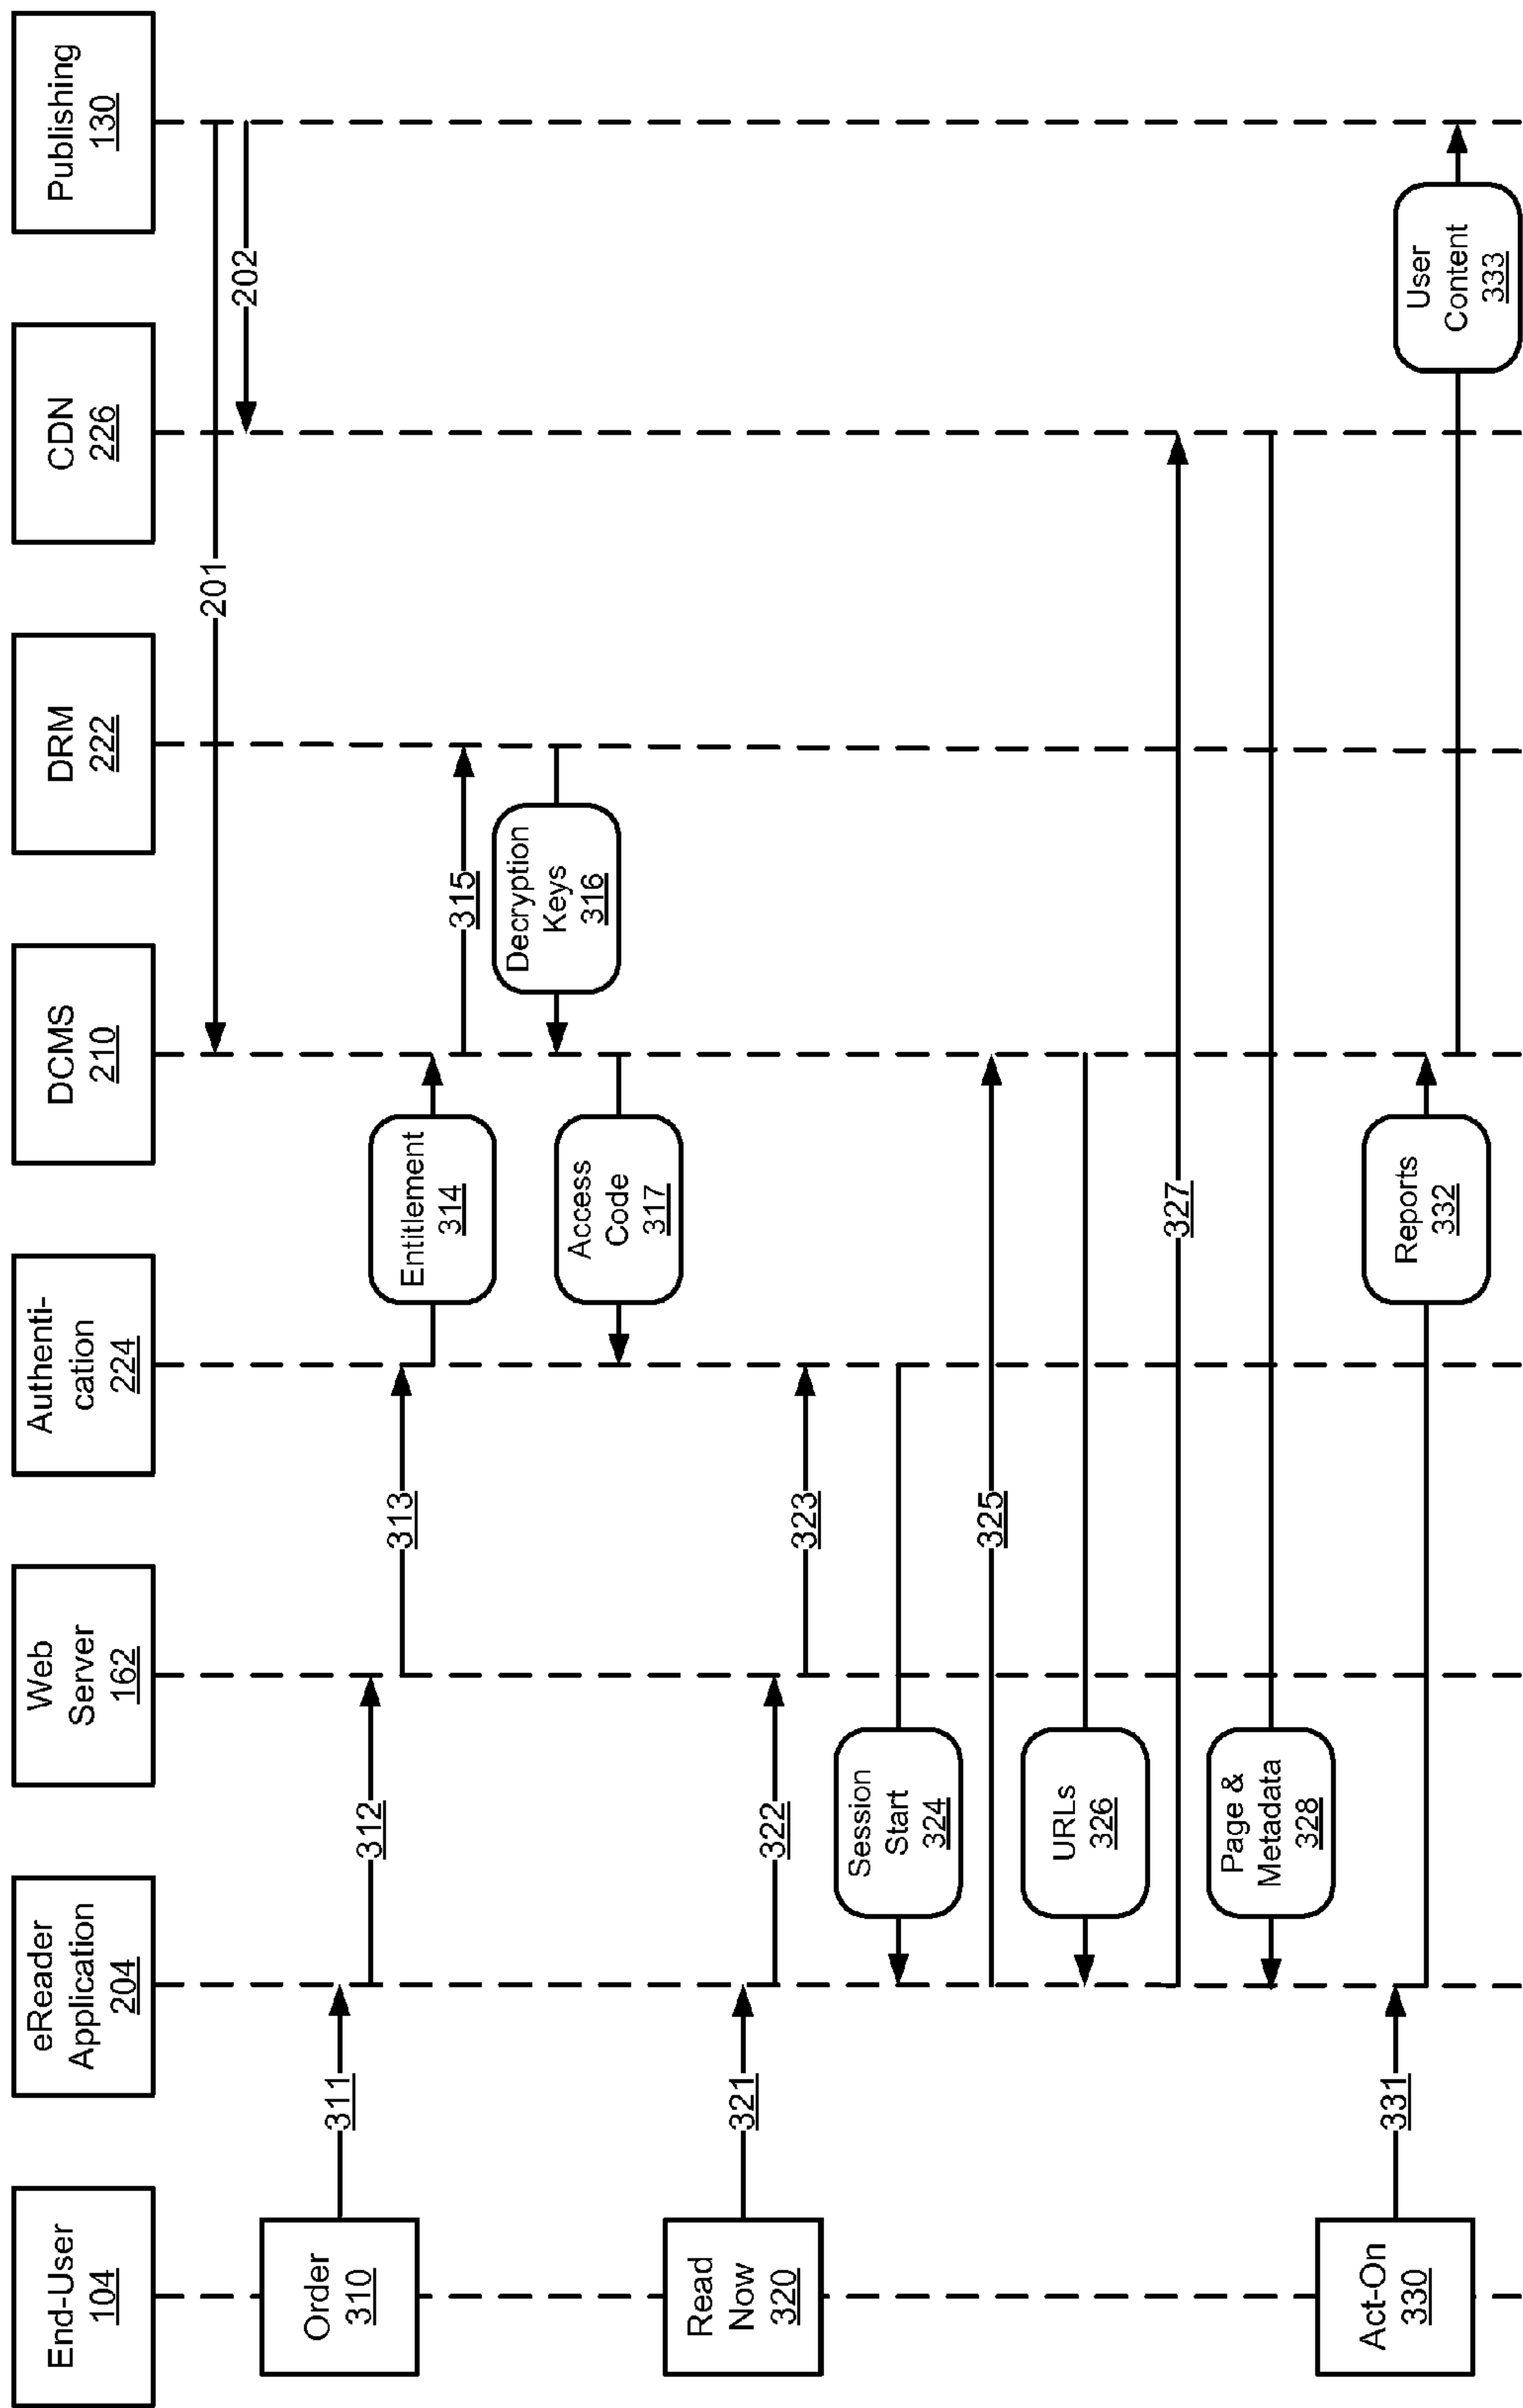 End-User
104
eReader
Application
204
Web
Server
162
Authenti-
cation
224
DCMS
210
DRM
222
CDN
226
Publishing
130
201
202
Order
310
311
312
313
Entitlement
314
315
Decryption
Keys
316
Access
Code
317
Read
Now
320
321
322
323
Session
Start
324
325
URLs
326
327
Page &
Metadata
328
Act-On
330
331
Reports
332
User
Content
333